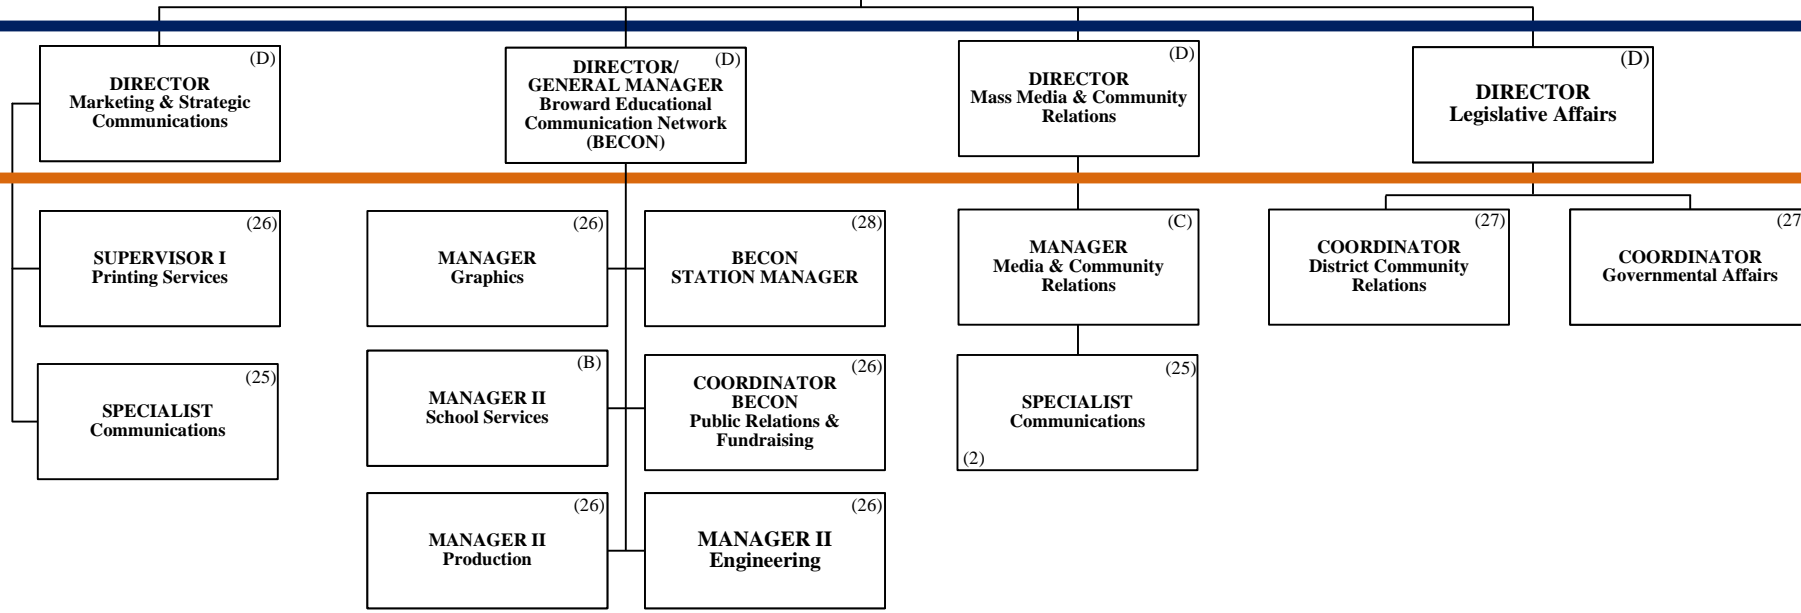 (D)
DIRECTOR
Marketing & Strategic
Communications
(D)
DIRECTOR/
GENERAL MANAGER
Broward Educational
Communication Network
(BECON)
(D)
DIRECTOR
Mass Media & Community
Relations
(D)
DIRECTOR
Legislative Affairs
(26)
SUPERVISOR I
Printing Services
(26)
MANAGER
Graphics
(28)
BECON
STATION MANAGER
(C)
MANAGER
Media & Community
Relations
(27)
COORDINATOR
District Community
Relations
(27
COORDINATOR
Governmental Affairs
(25)
SPECIALIST
Communications
(B)
MANAGER II
School Services
(26)
COORDINATOR
BECON
Public Relations &
Fundraising
(25)
SPECIALIST
Communications
(2)
(26)
MANAGER II
Production
(26)
MANAGER II
Engineering